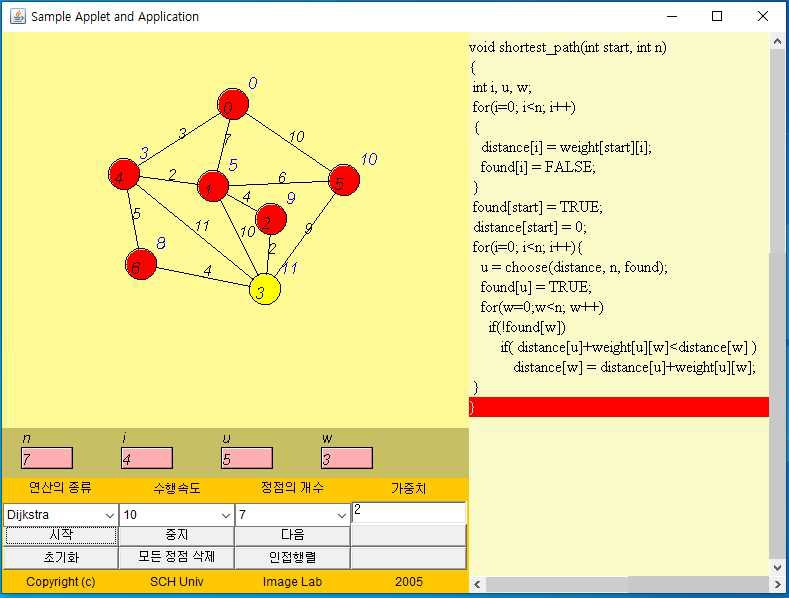 Sample Applet and Application
0
0
3
7
10
3
4
2
5
1
6
10
5
4
9
2
5
11
10
2
9
8
6
4
11
3
n
i
u
w
7
4
5
3
연산의 종류
수행속도
정점의 개수
가중치
Dijkstra
10
7
2
시작
중지
다음
초기화
모든 정점 삭제
인접행렬
Copyright (c)
SCH Univ
Image Lab
2005
void shortest_path(int start, int n)
{
int i, u, w;
for(i=0; i<n; i++)
{
distance[i] = weight[start][i];
found[i] = FALSE;
}
found[start] = TRUE;
distance[start] = 0;
for(i=0; i<n; i++){
u = choose(distance, n, found);
found[u] = TRUE;
for(w=0;w<n; w++)
if(!found[w])
if( distance[u]+weight[u][w]<distance[w] )
distance[w] = distance[u]+weight[u][w];
}
}